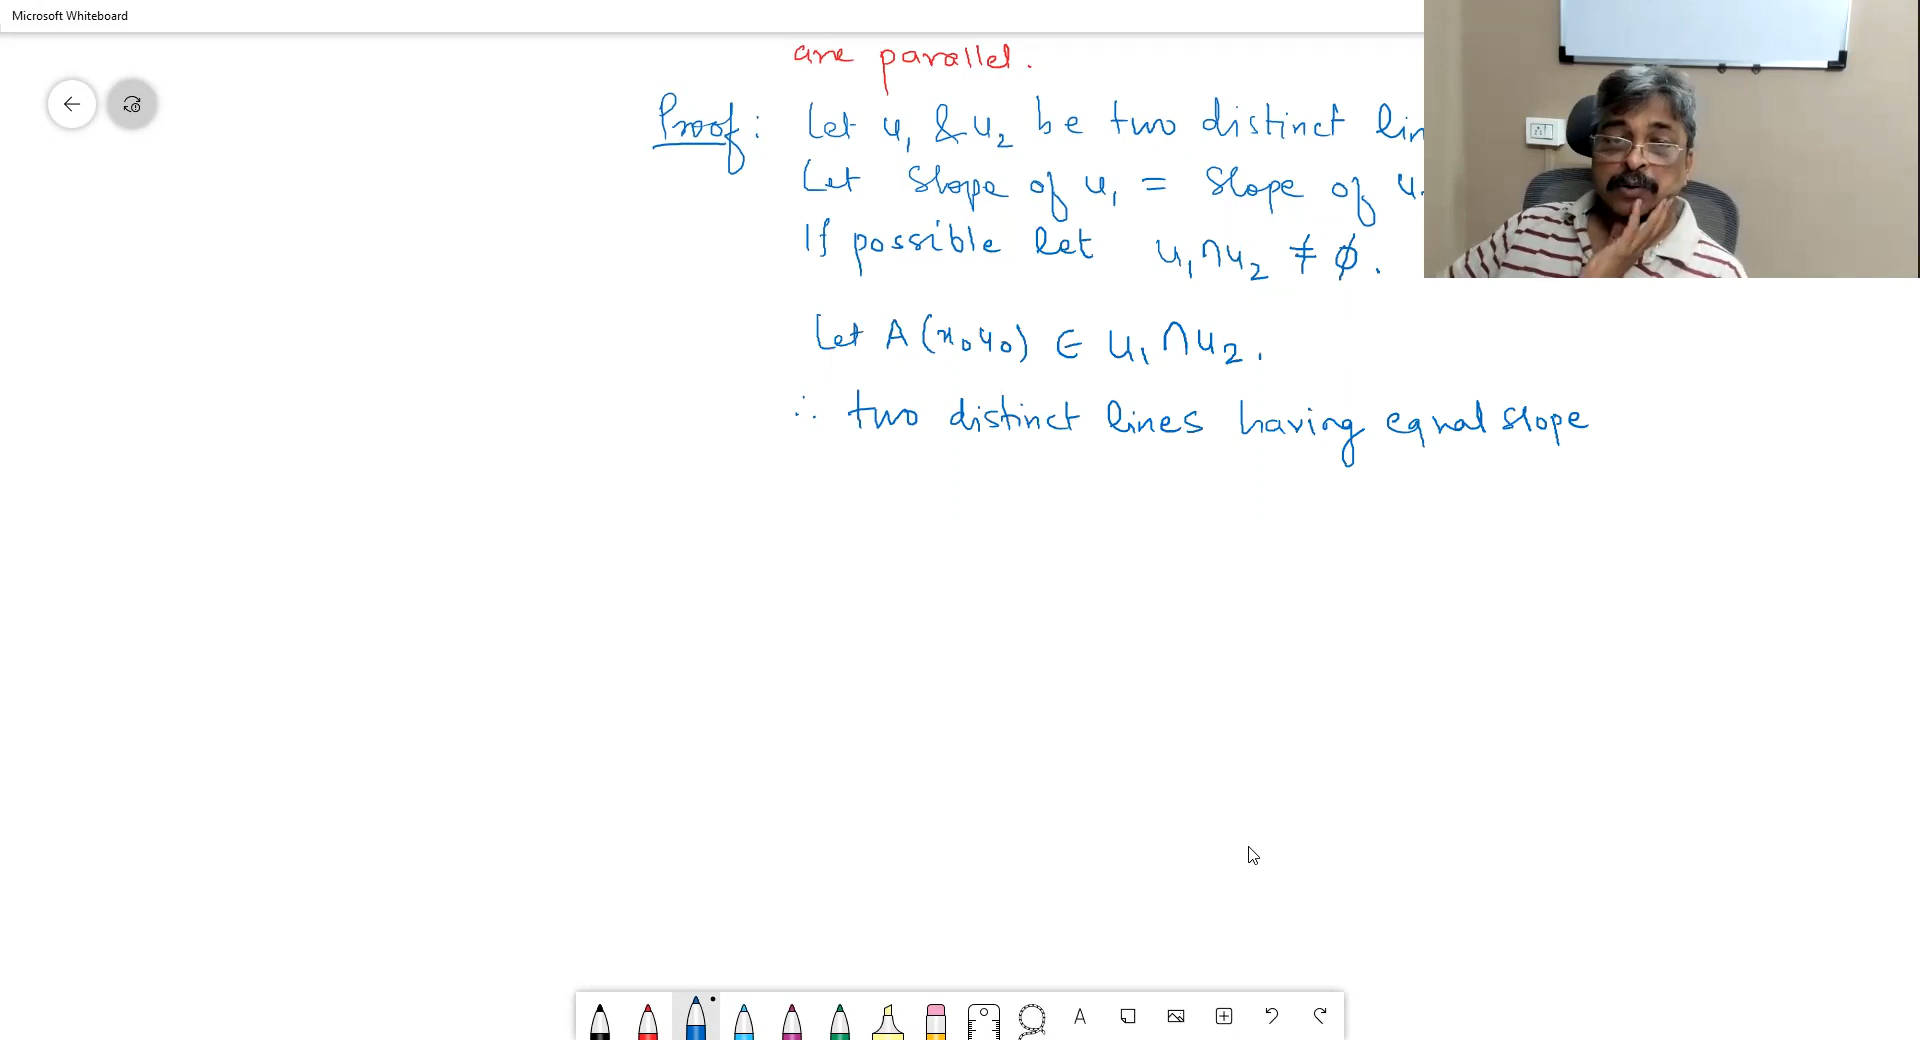 Microsoft Whiteboard
are parallel.
Proof: Let u₁ & u₂ be two distinct lin
Let slope of u₁ = slope of u
If possible let u₁∩u₂ ≠ φ.
Let A(x₀y₀) ∈ u₁∩u₂.
∴ two distinct lines having equal slope
A